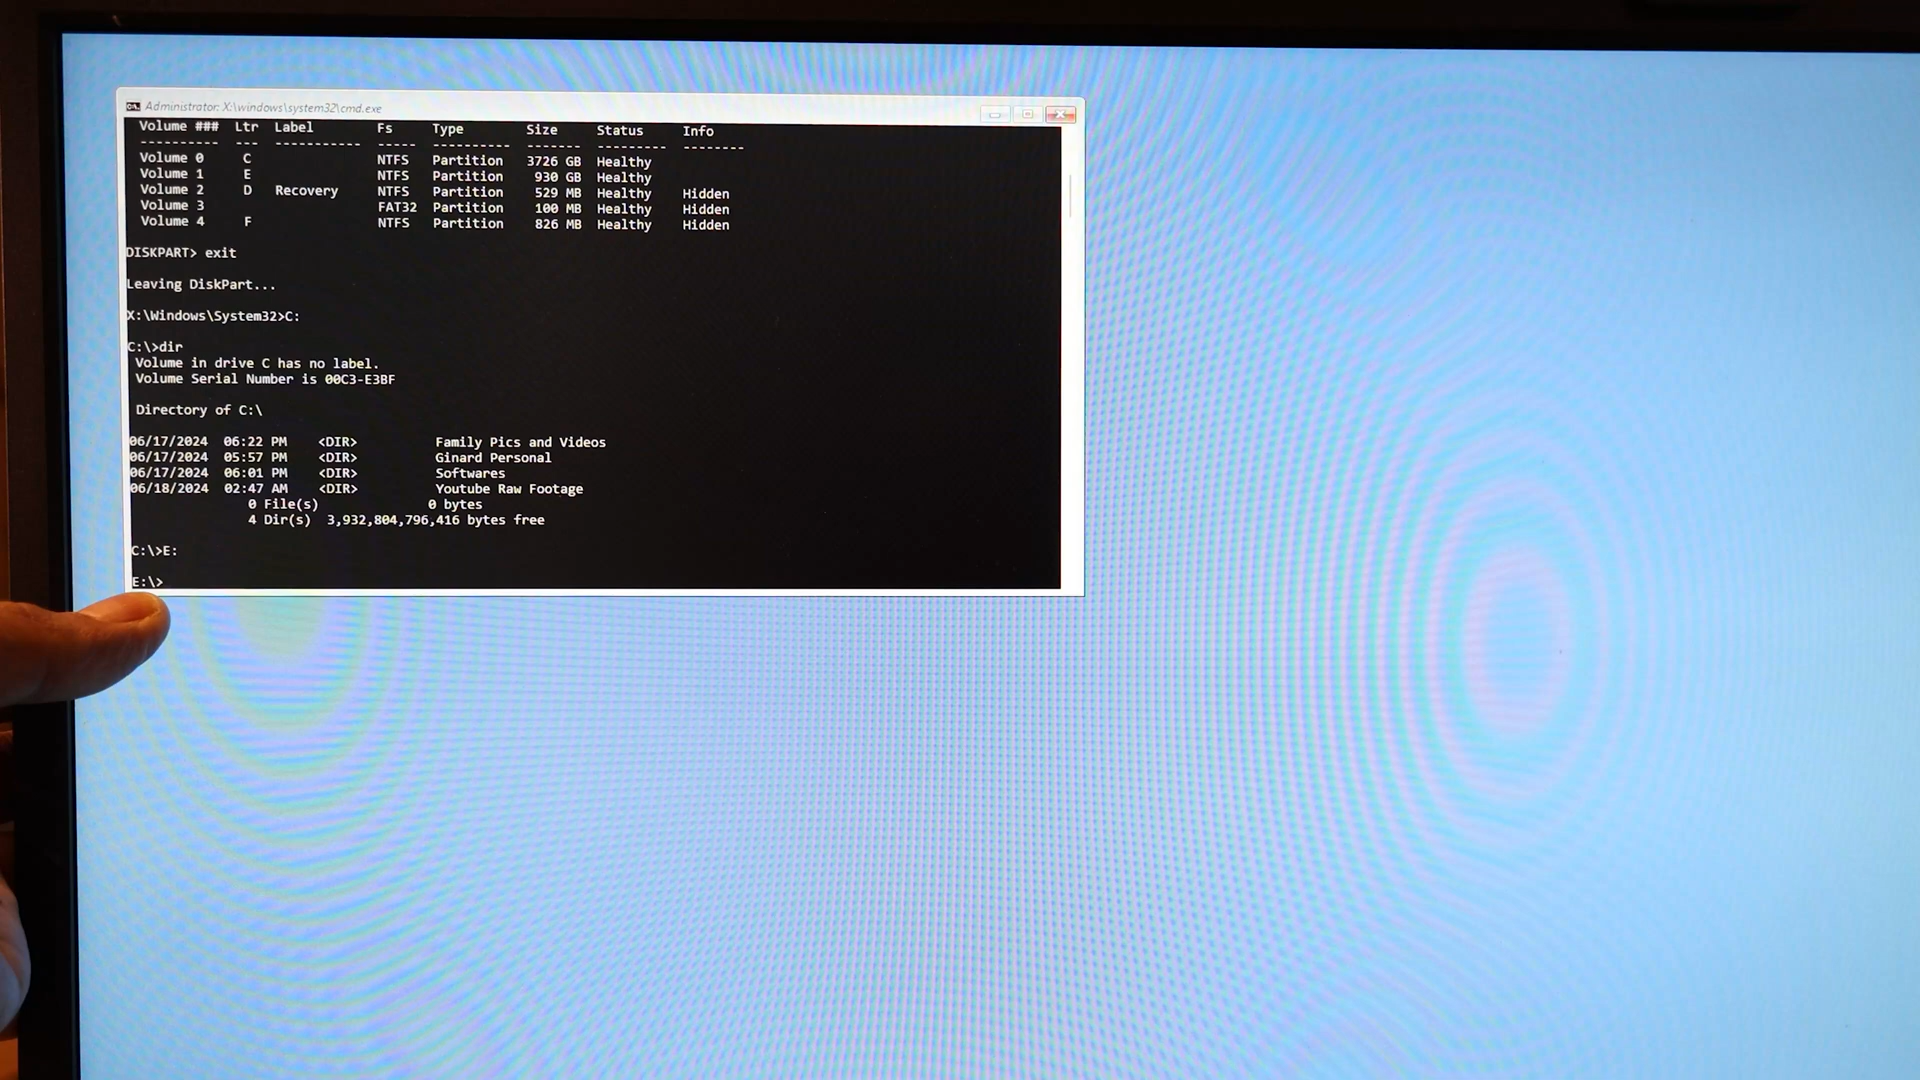 Administrator: X:\windows\system32\cmd.exe
Volume ### Ltr Label Fs Type Size Status Info
---------- --- ----------- ----- ---------- ------- --------- --------
Volume 0 C NTFS Partition 3726 GB Healthy
Volume 1 E NTFS Partition 930 GB Healthy
Volume 2 D Recovery NTFS Partition 529 MB Healthy Hidden
Volume 3 FAT32 Partition 100 MB Healthy Hidden
Volume 4 F NTFS Partition 826 MB Healthy Hidden
DISKPART> exit
Leaving DiskPart...
X:\Windows\System32>C:
C:\>dir
Volume in drive C has no label.
Volume Serial Number is 00C3-E3BF
Directory of C:\
06/17/2024 06:22 PM <DIR> Family Pics and Videos
06/17/2024 05:57 PM <DIR> Ginard Personal
06/17/2024 06:01 PM <DIR> Softwares
06/18/2024 02:47 AM <DIR> Youtube Raw Footage
0 File(s) 0 bytes
4 Dir(s) 3,932,804,796,416 bytes free
C:\>E:
E:\>